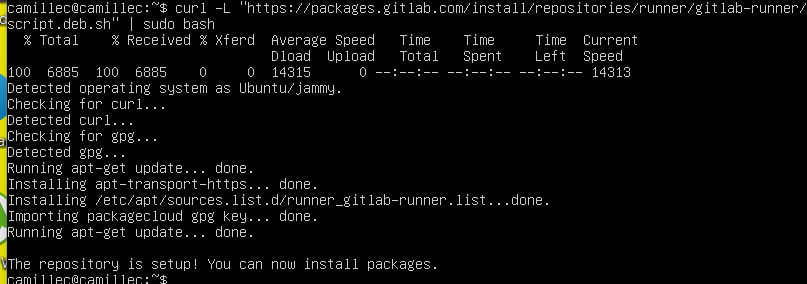 camillec@camillec:~$ curl -L "https://packages.gitlab.com/install/repositories/runner/gitlab-runner/
script.deb.sh" | sudo bash
  % Total    % Received % Xferd  Average Speed   Time    Time     Time  Current
                                 Dload  Upload   Total   Spent    Left  Speed
100  6885  100  6885    0     0  14315      0 --:--:-- --:--:-- --:--:-- 14313
Detected operating system as Ubuntu/jammy.
Checking for curl...
Detected curl...
Checking for gpg...
Detected gpg...
Running apt-get update... done.
Installing apt-transport-https... done.
Installing /etc/apt/sources.list.d/runner_gitlab-runner.list...done.
Importing packagecloud gpg key... done.
Running apt-get update... done.
The repository is setup! You can now install packages.
camillec@camillec:~$